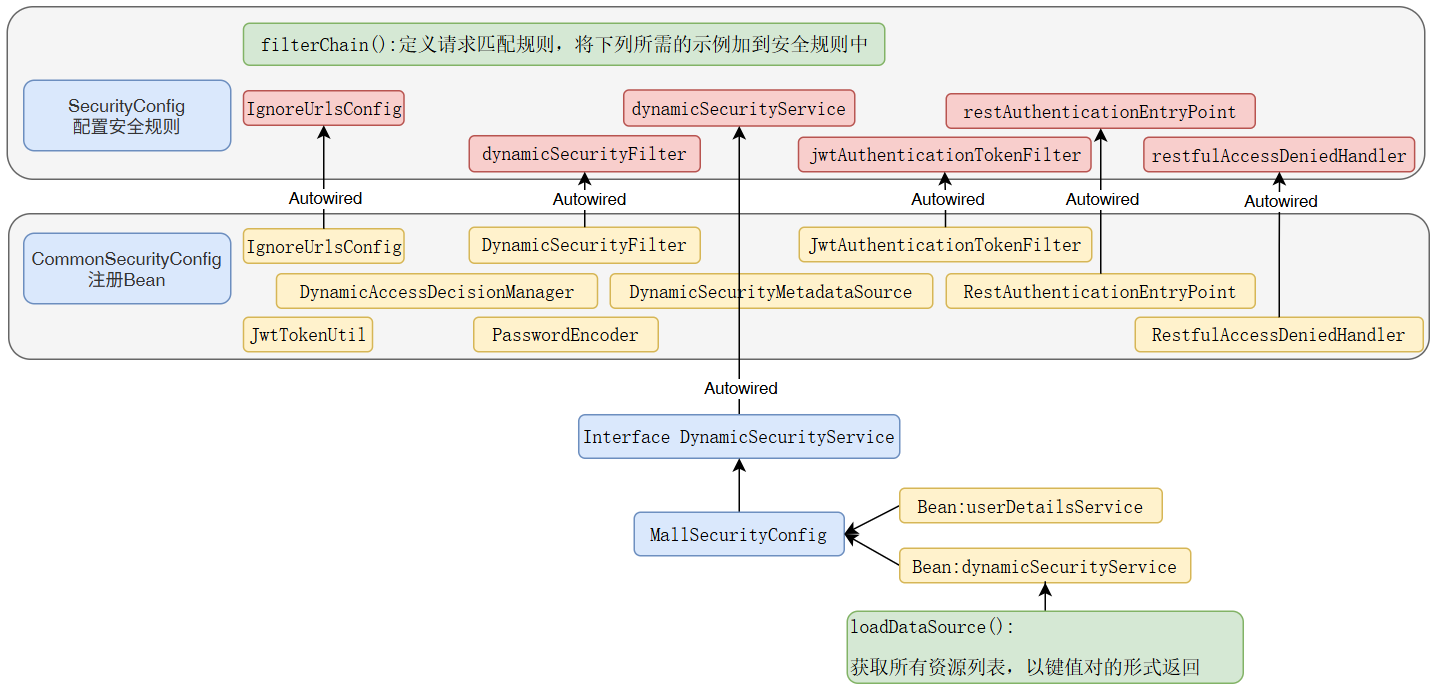 filterChain():定义请求匹配规则，将下列所需的示例加到安全规则中
SecurityConfig
配置安全规则
IgnoreUrlsConfig
dynamicSecurityService
restAuthenticationEntryPoint
dynamicSecurityFilter
jwtAuthenticationTokenFilter
restfulAccessDeniedHandler
Autowired
Autowired
Autowired
Autowired
Autowired
CommonSecurityConfig
注册Bean
IgnoreUrlsConfig
DynamicSecurityFilter
JwtAuthenticationTokenFilter
DynamicAccessDecisionManager
DynamicSecurityMetadataSource
RestAuthenticationEntryPoint
JwtTokenUtil
PasswordEncoder
RestfulAccessDeniedHandler
Autowired
Interface DynamicSecurityService
MallSecurityConfig
Bean:userDetailsService
Bean:dynamicSecurityService
loadDataSource():
获取所有资源列表，以键值对的形式返回